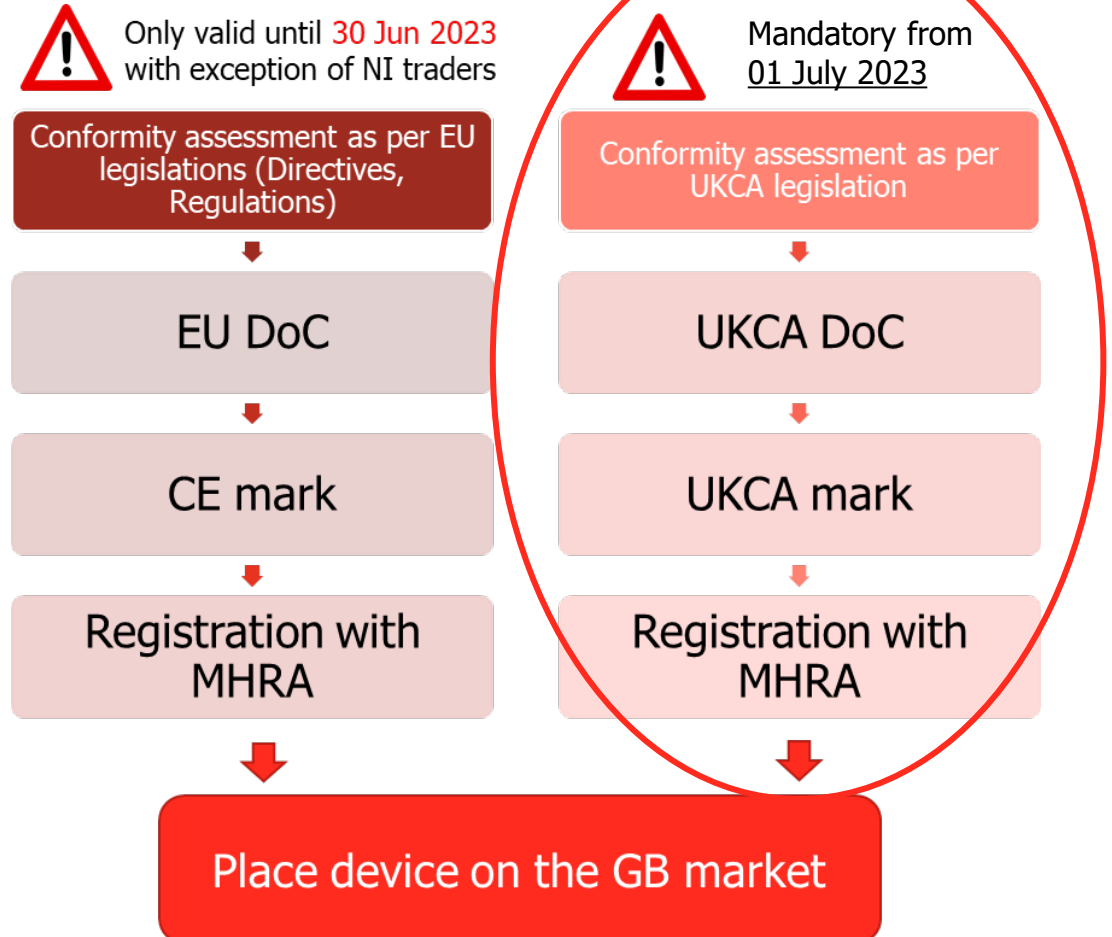 Only valid until 30 Jun 2023
with exception of NI traders
Conformity assessment as per EU
legislations (Directives,
Regulations)
EU DoC
CE mark
Registration with
MHRA
Mandatory from
01 July 2023
Conformity assessment as per
UKCA legislation
UKCA DoC
UKCA mark
Registration with
MHRA
Place device on the GB market